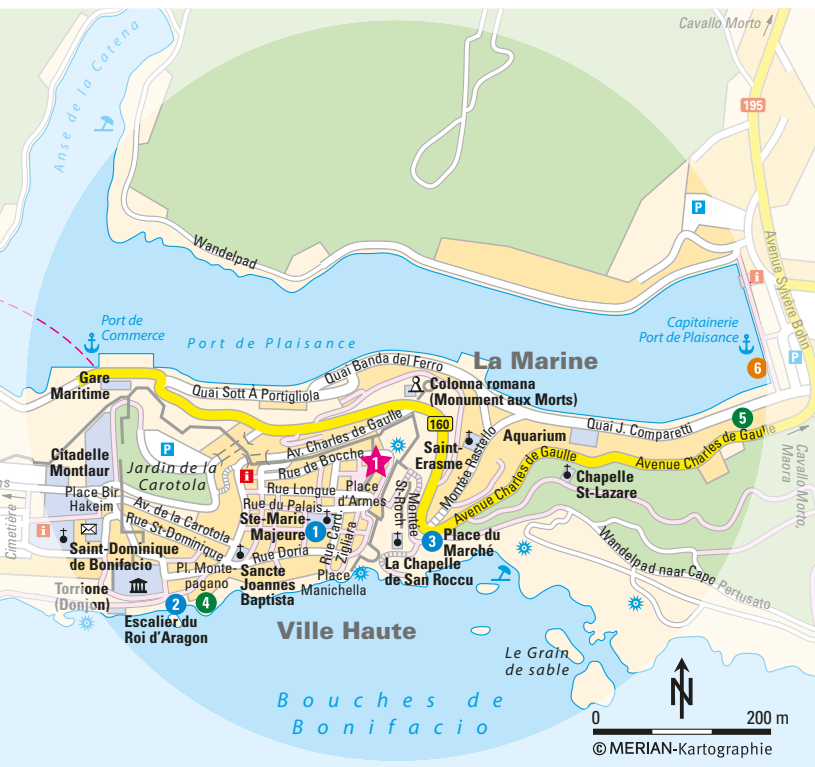 Cavallo Morto
195
Anse de la Catena
Wandelpad
P
Avenue Sylvère Bohn
i
Port de
Commerce
Port de Plaisance
Capitainerie
Port de Plaisance
P
6
La Marine
Gare
Maritime
Quai Banda del Ferro
Quai Sott À Portigliola
Colonna romana
(Monument aux Morts)
Quai J. Comparetti
5
160
Av. Charles de Gaulle
Saint-
Erasme
Montée Rastello
Aquarium
Avenue Charles de Gaulle
Avenue Charles de Gaulle
Cavallo Morto,
Maora
Citadelle
Montlaur
P
Jardin de la
Carotola
i
Rue de Bocche
1
Chapelle
St-Lazare
Place Bir
Hakeim
Rue Longue
Place
d'Armes
Rue du Palais
Montée
St-Roch
Av. de la Carotola
Rue St-Dominique
Cimetière
i
Ste-Marie-
Majeure
1
Rue Card.
Zigliara
3
Place du
Marché
Saint-Dominique
de Bonifacio
Rue Doria
La Chapelle
de San Roccu
Wandelpad naar Capo Pertusato
Pl. Monte-
pagano
Sancte
Joannes
Baptista
Place
Manichella
Torrione
(Donjon)
2
4
Escalier du
Roi d'Aragon
Ville Haute
Le Grain
de sable
Bouches de
Bonifacio
N
0
200 m
© MERIAN-Kartographie